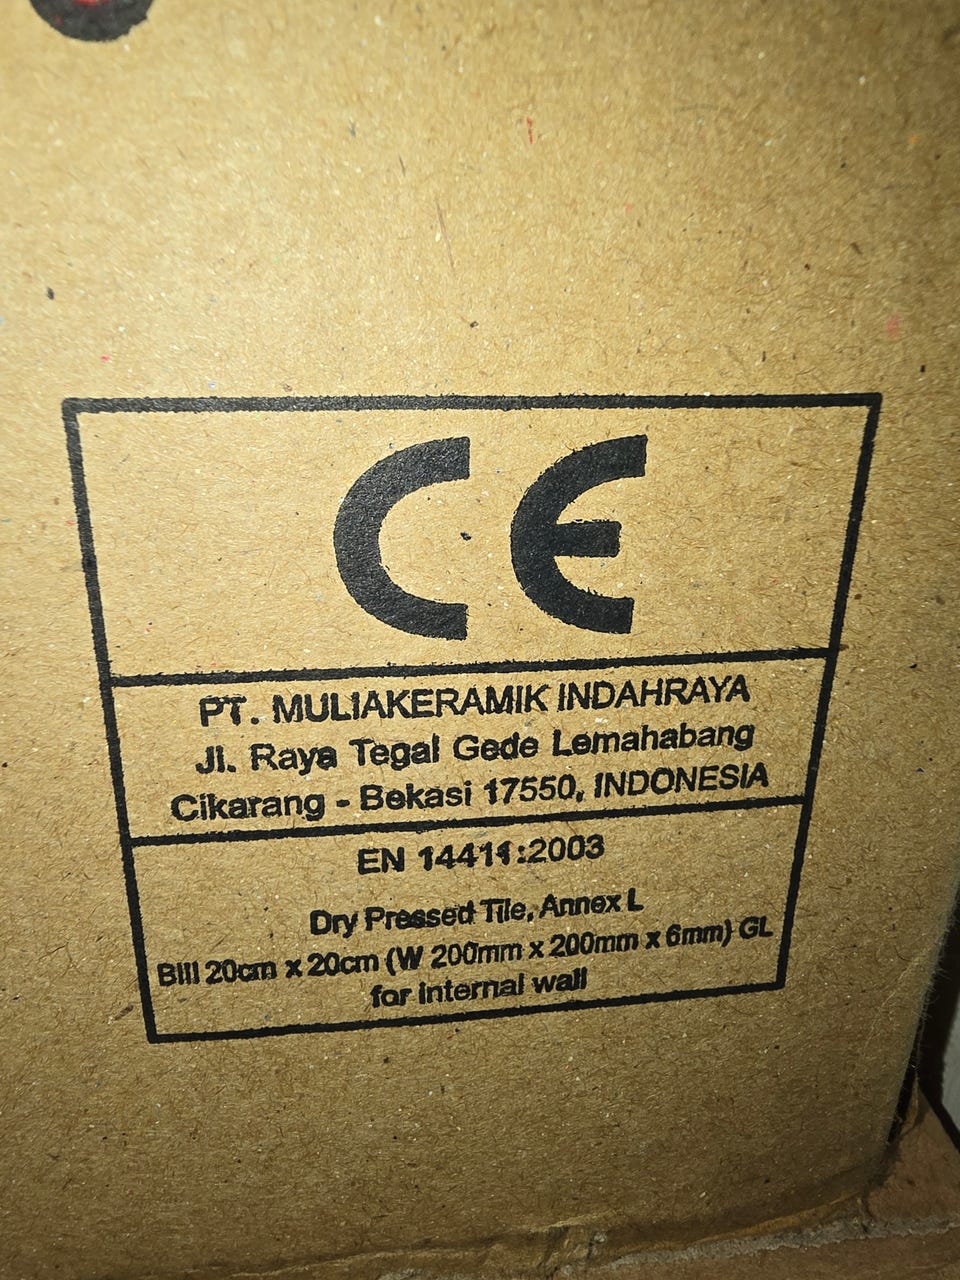 CE
PT. MULIAKERAMIK INDAHRAYA
Jl. Raya Tegal Gede Lemahabang
Cikarang - Bekasi 17550, INDONESIA
EN 14411:2003
Dry Pressed Tile, Annex L
BIII 20cm x 20cm (W 200mm x 200mm x 6mm) GL
for internal wall